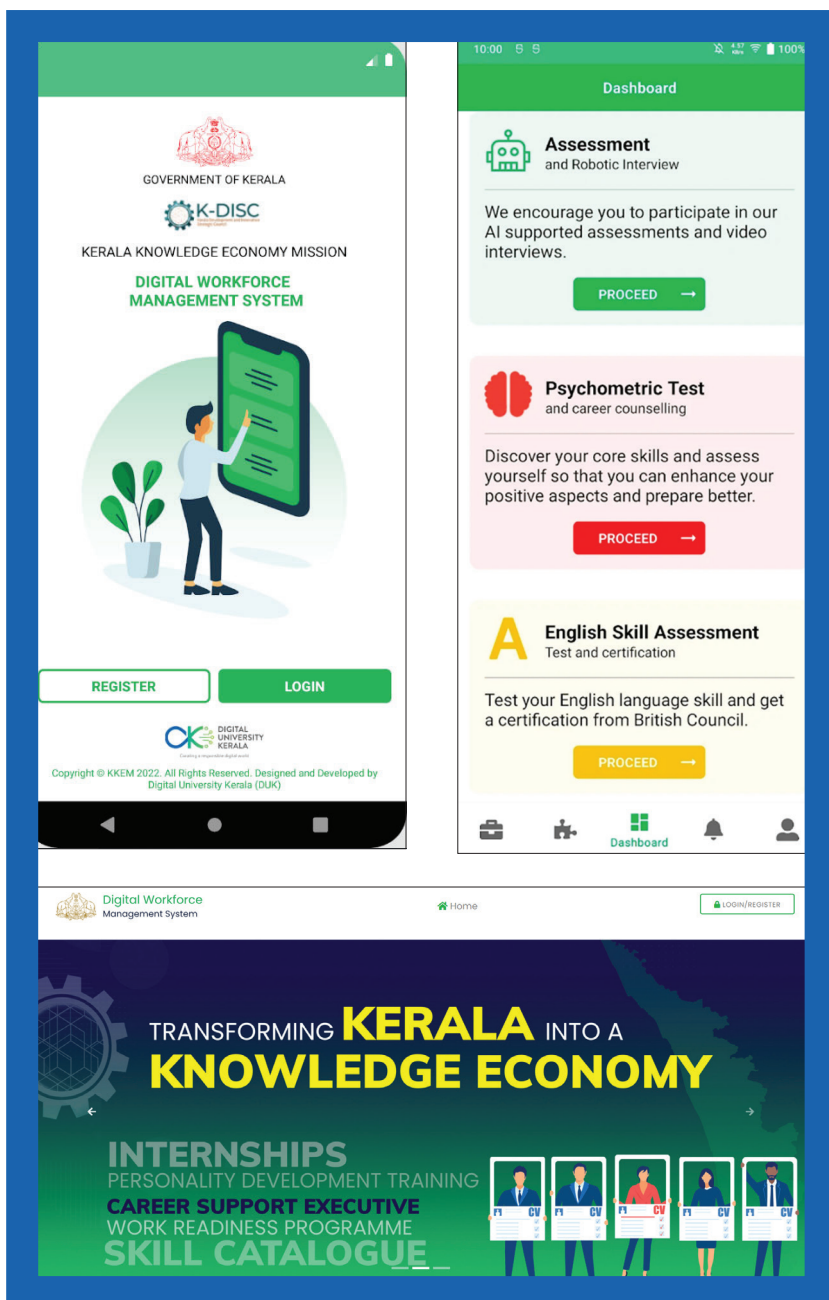 GOVERNMENT OF KERALA
K-DISC
KERALA KNOWLEDGE ECONOMY MISSION
DIGITAL WORKFORCE
MANAGEMENT SYSTEM
REGISTER
LOGIN
DIGITAL
UNIVERSITY
KERALA
Copyright © KKEM 2022. All Rights Reserved. Designed and Developed by
Digital University Kerala (DUK)
10:00
100%
Dashboard
Assessment
and Robotic Interview
We encourage you to participate in our
AI supported assessments and video
interviews.
PROCEED →
Psychometric Test
and career counselling
Discover your core skills and assess
yourself so that you can enhance your
positive aspects and prepare better.
PROCEED →
A
English Skill Assessment
Test and certification
Test your English language skill and get
a certification from British Council.
PROCEED →
Dashboard
Digital Workforce
Management System
Home
LOGIN/REGISTER
TRANSFORMING KERALA INTO A
KNOWLEDGE ECONOMY
INTERNSHIPS
PERSONALITY DEVELOPMENT TRAINING
CAREER SUPPORT EXECUTIVE
WORK READINESS PROGRAMME
SKILL CATALOGUE
CV CV CV CV